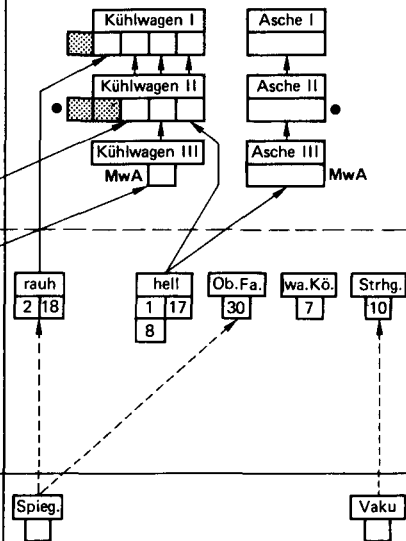 Kühlwagen I Asche I
Kühlwagen II Asche II
Kühlwagen III Asche III
MwA MwA
rauh hell Ob.Fa. wa.Kö. Strhg.
2 18 1 17 30 7 10
8
Spieg. Vaku